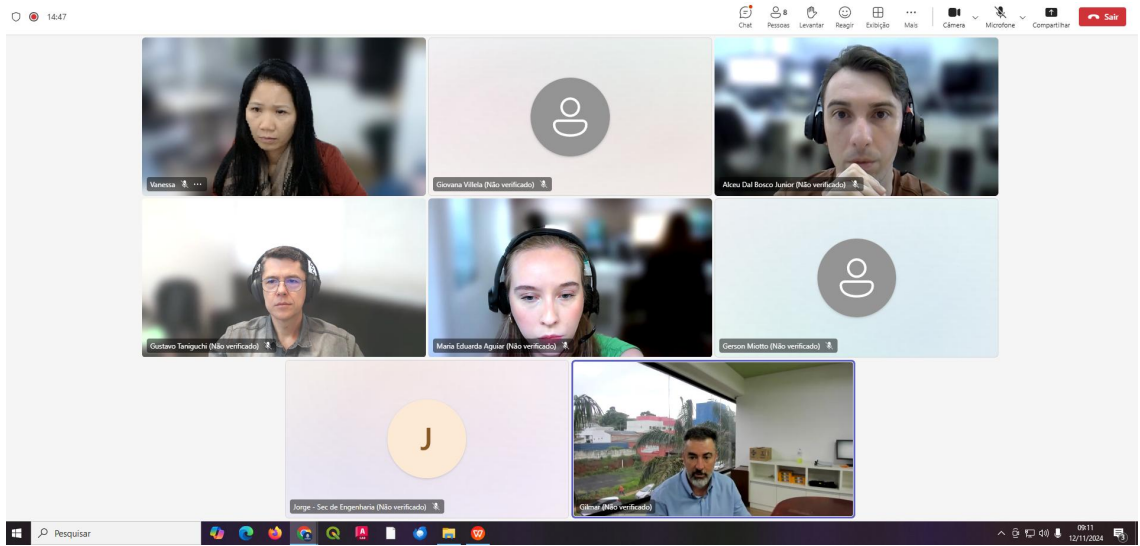 14:47
Chat
8
Pessoas
Levantar
Reagir
Exibição
Mais
Câmera
Microfone
Compartilhar
Sair
Vanessa
Giovana Villela (Não verificado)
Alceu Dal Bosco Junior (Não verificado)
Gustavo Taniguchi (Não verificado)
Maria Eduarda Aguiar (Não verificado)
Gerson Miotto (Não verificado)
J
Jorge - Sec de Engenharia (Não verificado)
Gilmar (Não verificado)
Pesquisar
09:11
12/11/2024